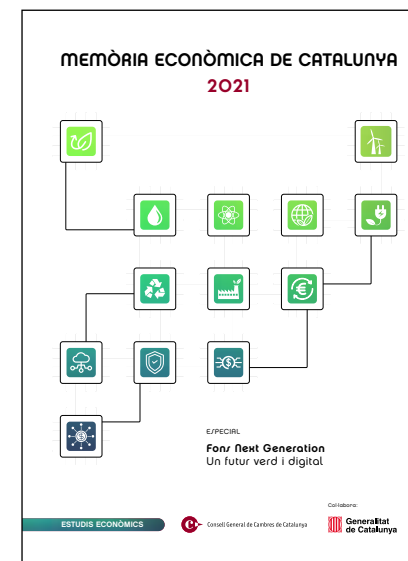 MEMÒRIA ECONÒMICA DE CATALUNYA
2021
ESPECIAL
Fons Next Generation
Un futur verd i digital
Col·labora:
ESTUDIS ECONÒMICS
Consell General de Cambres de Catalunya
Generalitat
de Catalunya